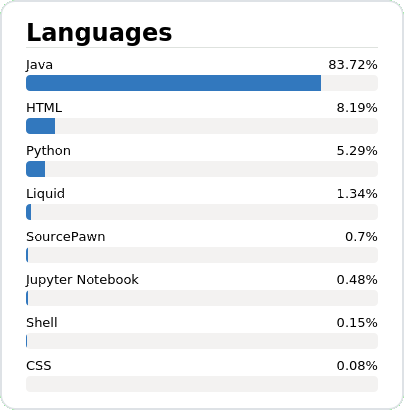 Languages
Java 83.72%
HTML 8.19%
Python 5.29%
Liquid 1.34%
SourcePawn 0.7%
Jupyter Notebook 0.48%
Shell 0.15%
CSS 0.08%